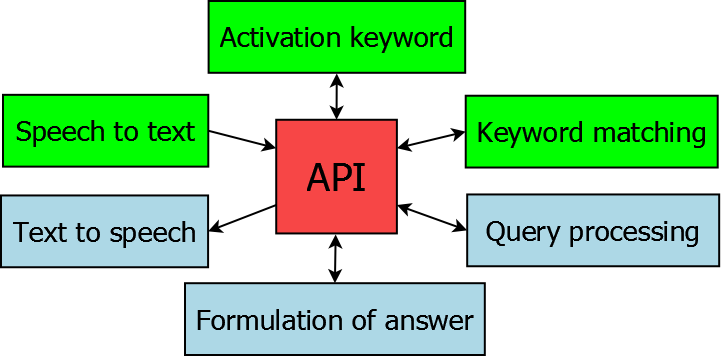 Activation keyword
Speech to text
Keyword matching
API
Text to speech
Query processing
Formulation of answer